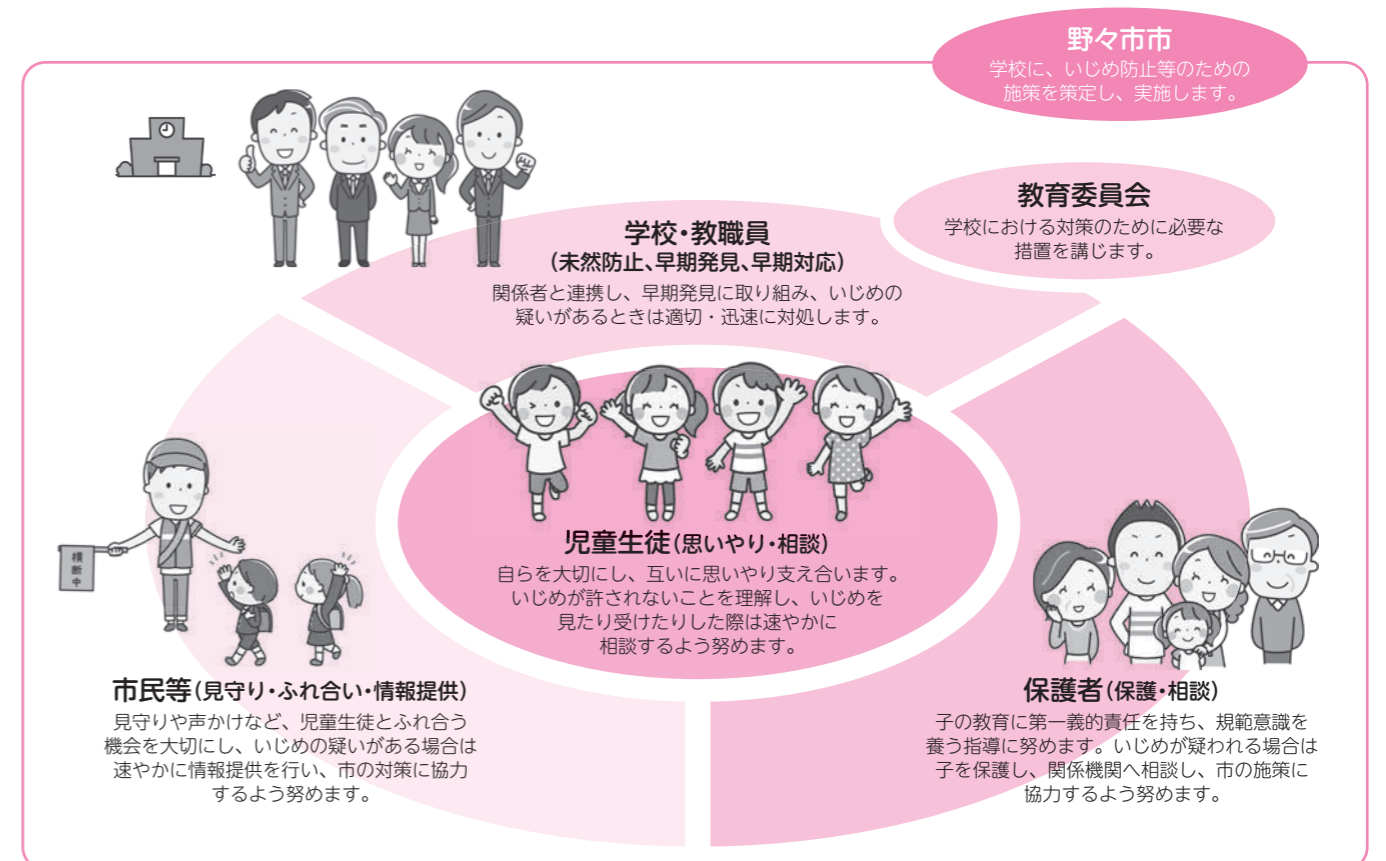 野々市市
学校に、いじめ防止等のための
施策を策定し、実施します。
教育委員会
学校における対策のために必要な
措置を講じます。
学校・教職員
（未然防止、早期発見、早期対応）
関係者と連携し、早期発見に取り組み、いじめの
疑いがあるときは適切・迅速に対処します。
児童生徒（思いやり・相談）
自らを大切にし、互いに思いやり支え合います。
いじめが許されないことを理解し、いじめを
見たり受けたりした際は速やかに
相談するよう努めます。
横断中
市民等（見守り・ふれ合い・情報提供）
見守りや声かけなど、児童生徒とふれ合う
機会を大切にし、いじめの疑いがある場合は
速やかに情報提供を行い、市の対策に協力
するよう努めます。
保護者（保護・相談）
子の教育に第一義的責任を持ち、規範意識を
養う指導に努めます。いじめが疑われる場合は
子を保護し、関係機関へ相談し、市の施策に
協力するよう努めます。